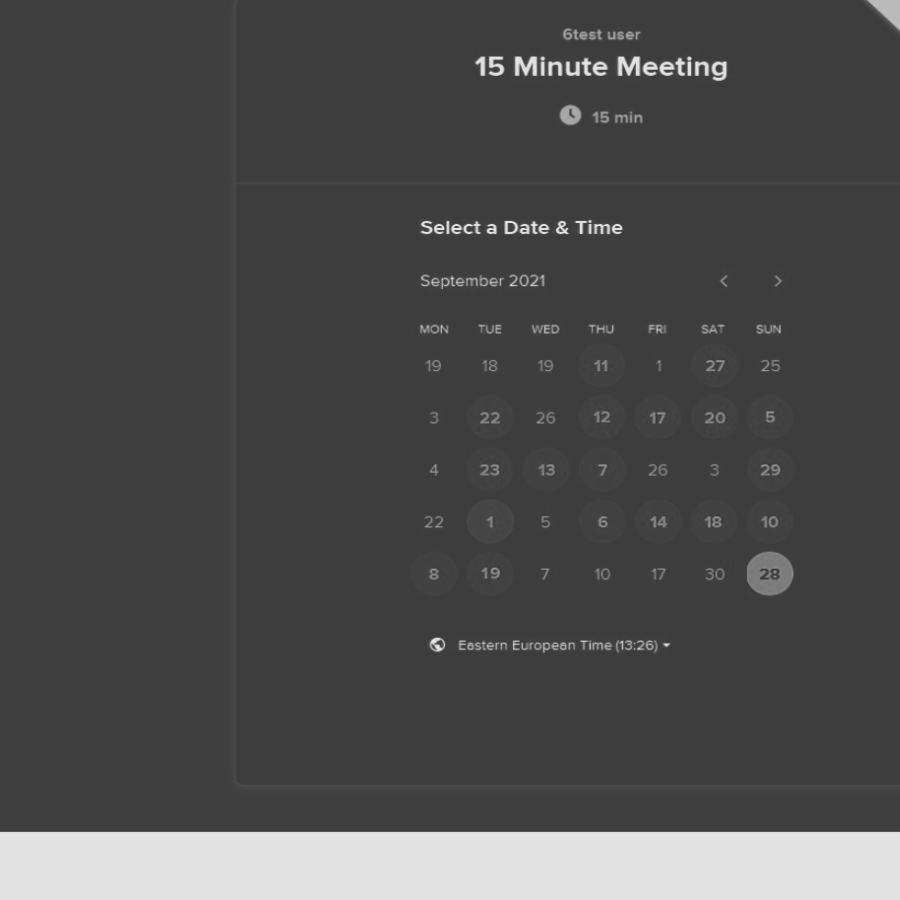 6test user
15 Minute Meeting
15 min
Select a Date & Time
September 2021
MON TUE WED THU FRI SAT SUN
19 18 19 11 1 27 25
3 22 26 12 17 20 5
4 23 13 7 26 3 29
22 1 5 6 14 18 10
8 19 7 10 17 30 28
Eastern European Time (13:26)